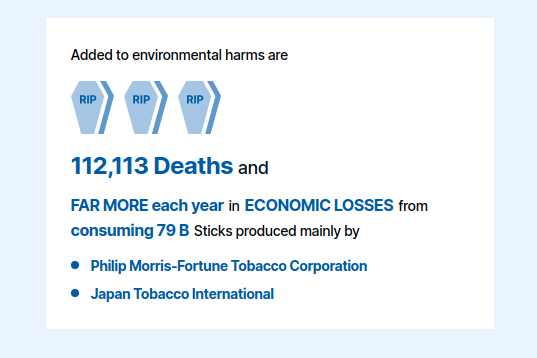 Added to environmental harms are
RIP RIP RIP
112,113 Deaths and
FAR MORE each year in ECONOMIC LOSSES from
consuming 79 B Sticks produced mainly by
Philip Morris-Fortune Tobacco Corporation
Japan Tobacco International